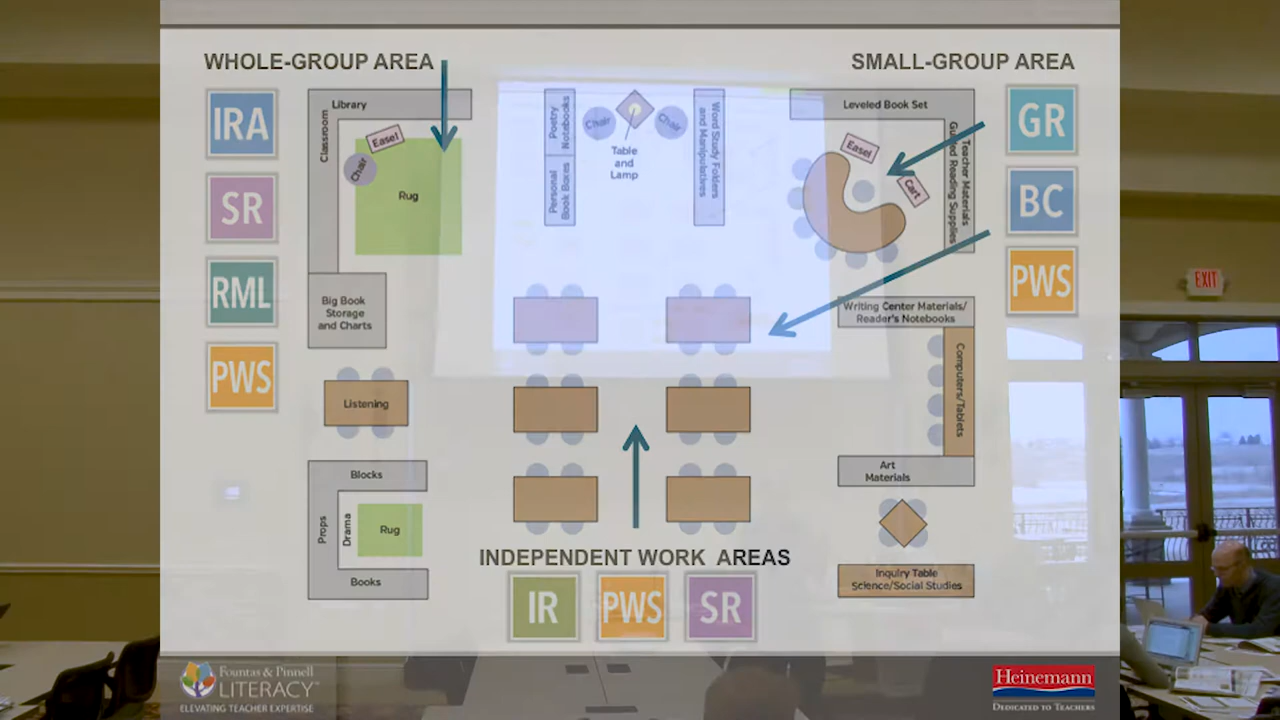 WHOLE-GROUP AREA
SMALL-GROUP AREA
IRA
SR
RML
PWS
Library
Classroom
Easel
Chair
Rug
Big Book
Storage
and Charts
Listening
Blocks
Props
Drama
Rug
Books
Poetry
Notebooks
Personal
Book Boxes
Chair
Chair
Table
and
Lamp
Word Study Folders
and Manipulatives
Leveled Book Set
Easel
Cart
Teacher Materials
Guided Reading Supplies
GR
BC
PWS
Writing Center Materials/
Reader's Notebooks
Computers/Tablets
Art
Materials
Inquiry Table
Science/Social Studies
INDEPENDENT WORK AREAS
IR
PWS
SR
EXIT
Fountas & Pinnell
LITERACY™
ELEVATING TEACHER EXPERTISE
Heinemann
DEDICATED TO TEACHERS